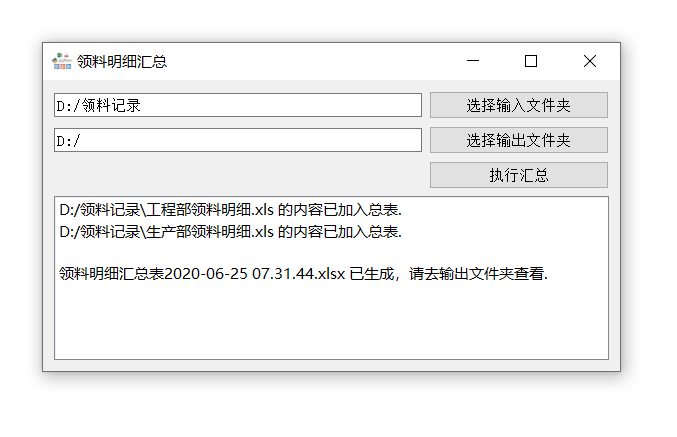 领料明细汇总
D:/领料记录
选择输入文件夹
D:/
选择输出文件夹
执行汇总
D:/领料记录\工程部领料明细.xls 的内容已加入总表.
D:/领料记录\生产部领料明细.xls 的内容已加入总表.
领料明细汇总表2020-06-25 07.31.44.xlsx 已生成，请去输出文件夹查看.